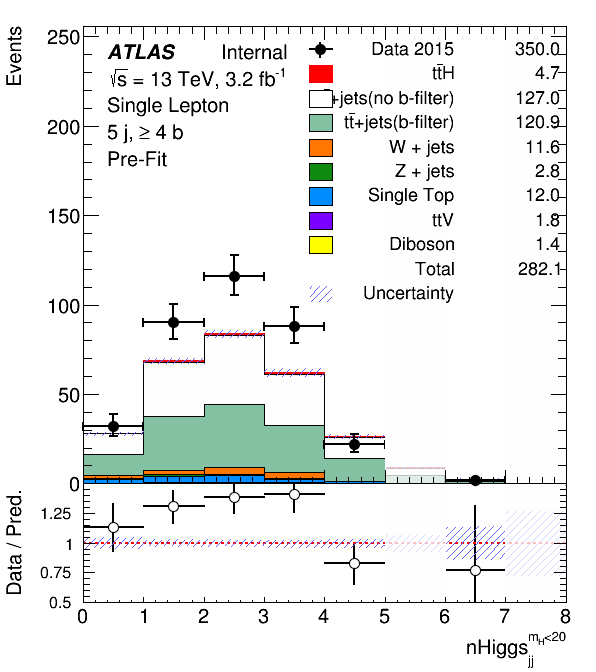 Events
ATLAS Internal
√s = 13 TeV, 3.2 fb-1
Single Lepton
5 j, ≥ 4 b
Pre-Fit
Data 2015 350.0
tt̄H 4.7
+jets(no b-filter) 127.0
tt̄+jets(b-filter) 120.9
W + jets 11.6
Z + jets 2.8
Single Top 12.0
ttV 1.8
Diboson 1.4
Total 282.1
Uncertainty
250
200
150
100
50
0
Data / Pred.
1.25
1
0.75
0.5
0 1 2 3 4 5 6 7 8
nHiggs jj mH<20